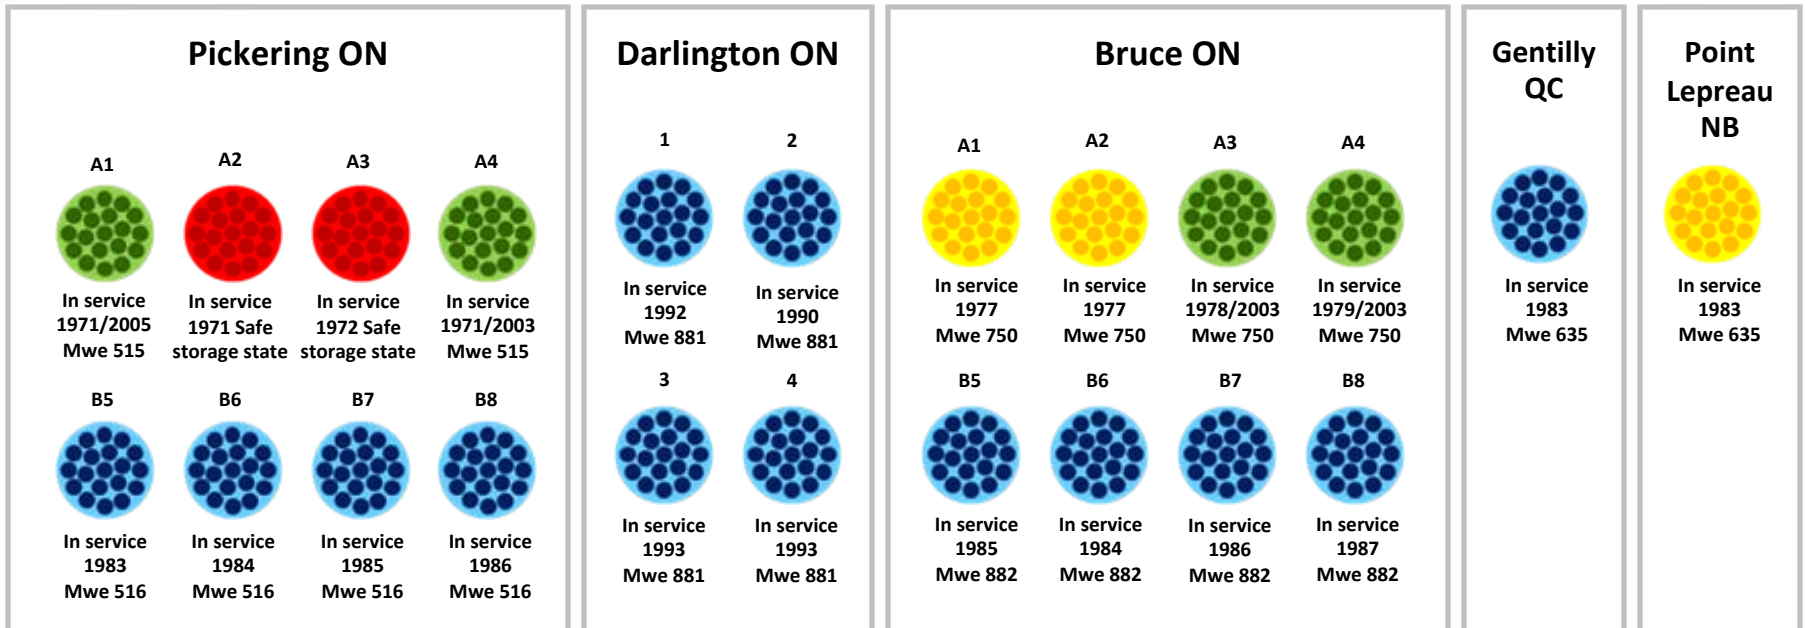 Pickering ON
A1
In service
1971/2005
Mwe 515
A2
In service
1971 Safe
storage state
A3
In service
1972 Safe
storage state
A4
In service
1971/2003
Mwe 515
B5
In service
1983
Mwe 516
B6
In service
1984
Mwe 516
B7
In service
1985
Mwe 516
B8
In service
1986
Mwe 516
Darlington ON
1
In service
1992
Mwe 881
2
In service
1990
Mwe 881
3
In service
1993
Mwe 881
4
In service
1993
Mwe 881
Bruce ON
A1
In service
1977
Mwe 750
A2
In service
1977
Mwe 750
A3
In service
1978/2003
Mwe 750
A4
In service
1979/2003
Mwe 750
B5
In service
1985
Mwe 882
B6
In service
1984
Mwe 882
B7
In service
1986
Mwe 882
B8
In service
1987
Mwe 882
Gentilly
QC
In service
1983
Mwe 635
Point
Lepreau
NB
In service
1983
Mwe 635